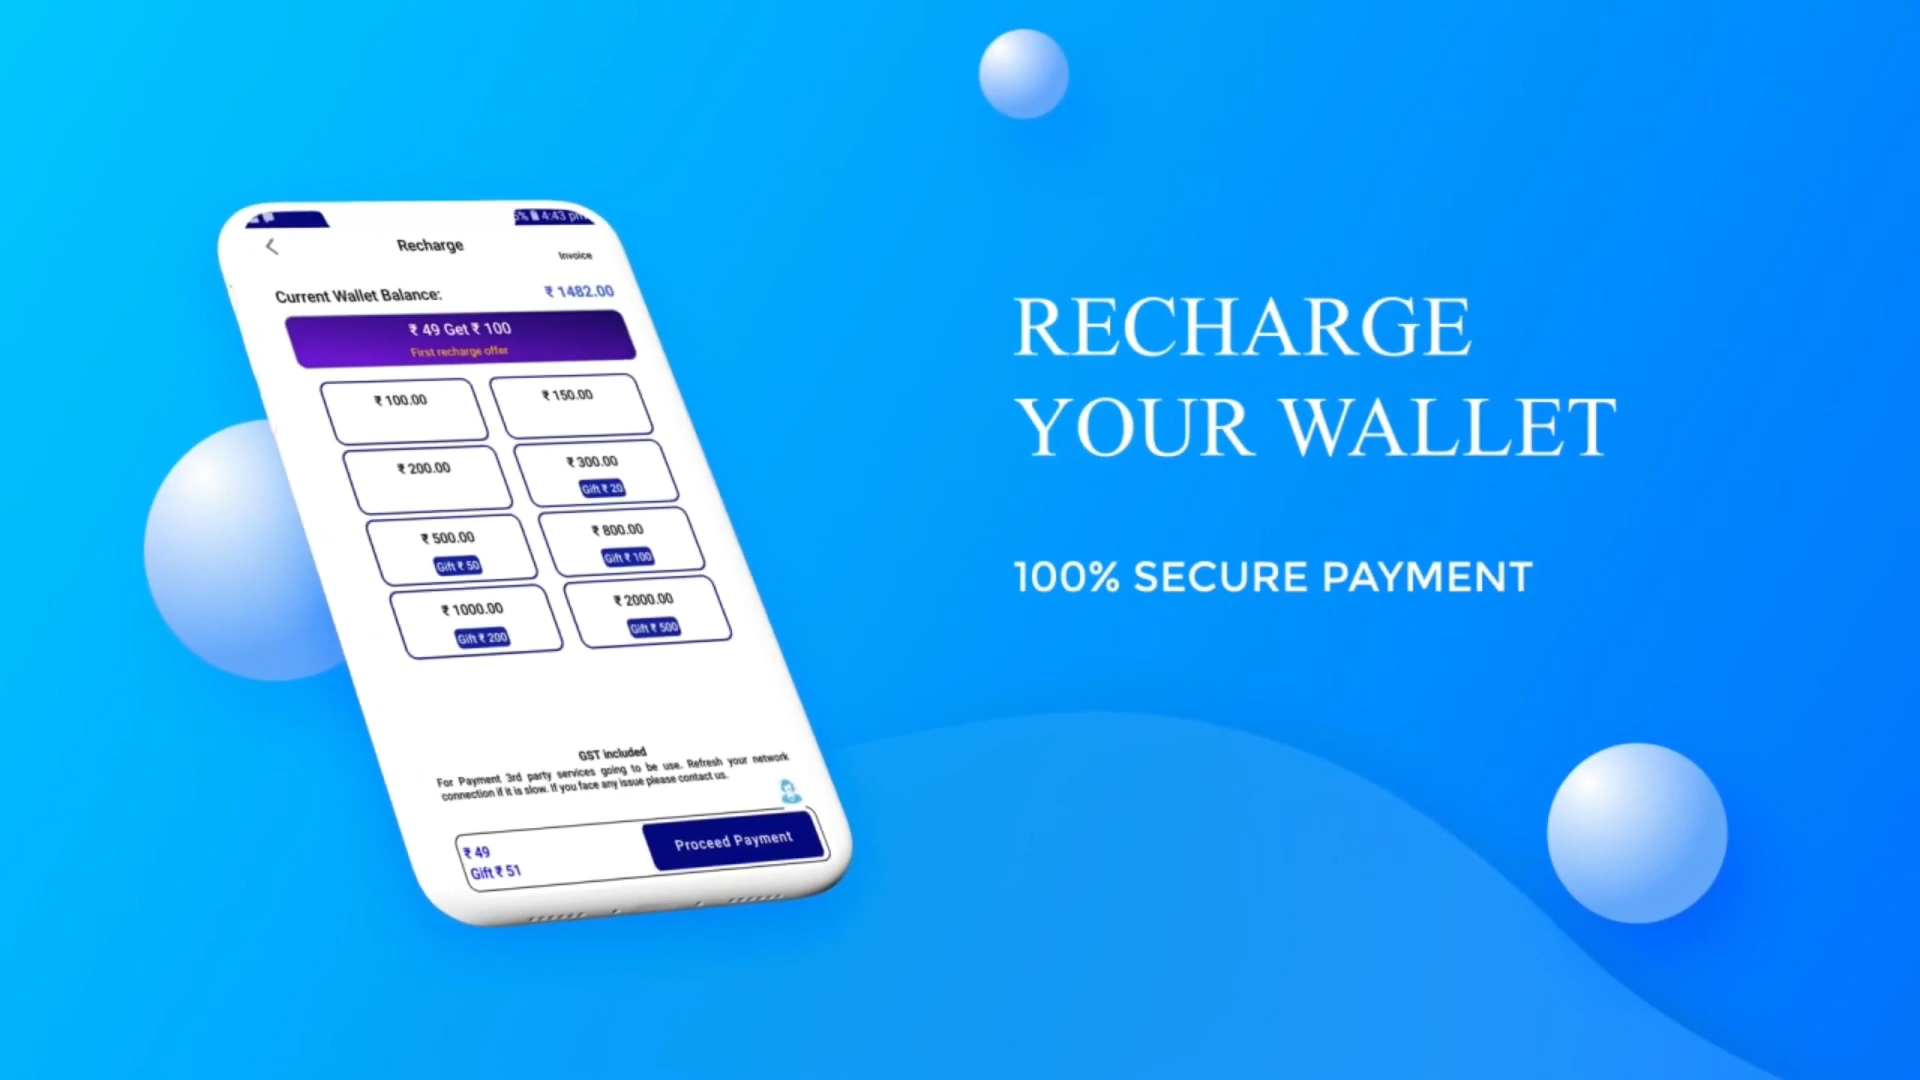 5% 4:43 pm
Recharge
Invoice
Current Wallet Balance:
₹ 1482.00
₹ 49 Get ₹ 100
First recharge offer
₹ 100.00
₹ 150.00
₹ 200.00
₹ 300.00
Gift ₹ 20
₹ 500.00
Gift ₹ 50
₹ 800.00
Gift ₹ 100
₹ 1000.00
Gift ₹ 200
₹ 2000.00
Gift ₹ 500
GST included
For Payment 3rd party services going to be use. Refresh your network
connection if it is slow. If you face any issue please contact us.
₹ 49
Gift ₹ 51
Proceed Payment
RECHARGE
YOUR WALLET
100% SECURE PAYMENT